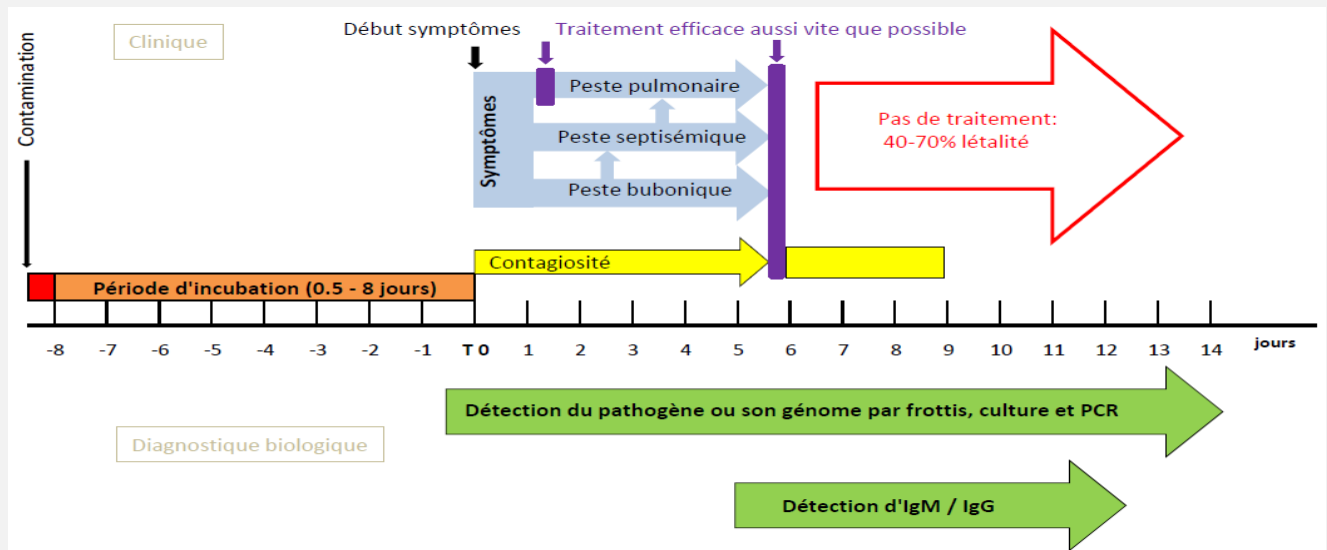 Clinique
Contamination
Début symptômes
Traitement efficace aussi vite que possible
Symptômes
Peste pulmonaire
Peste septisémique
Peste bubonique
Pas de traitement:
40-70% létalité
Contagiosité
Période d'incubation (0.5 - 8 jours)
-8 -7 -6 -5 -4 -3 -2 -1 T 0 1 2 3 4 5 6 7 8 9 10 11 12 13 14 jours
Détection du pathogène ou son génome par frottis, culture et PCR
Diagnostique biologique
Détection d'IgM / IgG